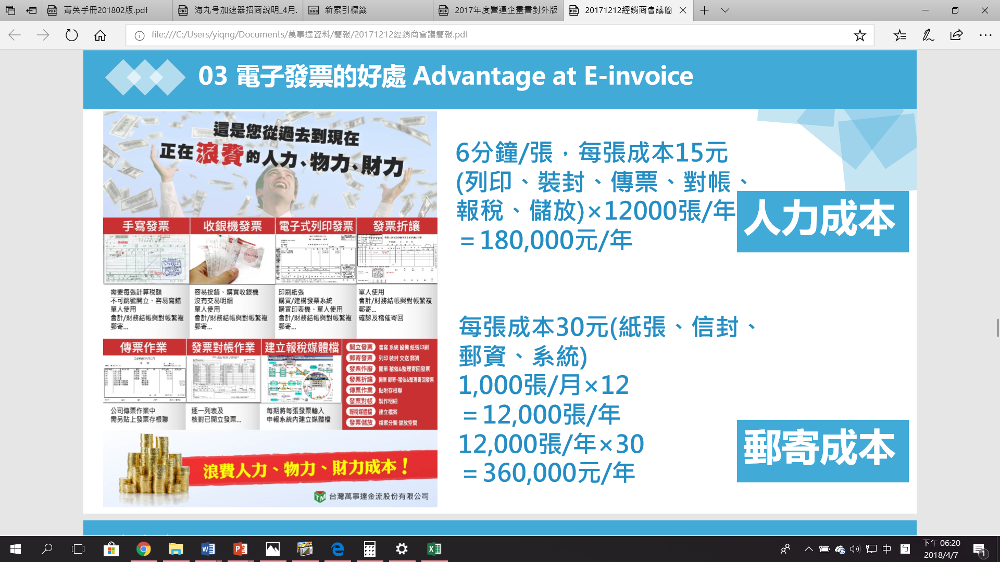 菁英手冊201802版.pdf
海丸号加速器招商說明_4月.
新索引標籤
2017年度營運企畫書對外版
20171212經銷商會議簡
file:///C:/Users/yiqng/Documents/萬事達資料/簡報/20171212經銷商會議簡報.pdf
03 電子發票的好處 Advantage at E-invoice
這是您從過去到現在
正在浪費的人力、物力、財力
手寫發票
收銀機發票
電子式列印發票
發票折讓
需要每張計算稅額
不可跳號開立、容易寫錯
單人使用
會計/財務結帳與對帳繁複
郵寄...
容易按錯、購買收銀機
沒有交易明細
單人使用
會計/財務結帳與對帳繁複
郵寄...
印刷紙張
購買/建構發票系統
購買印表機、單人使用
會計/財務結帳與對帳繁複
郵寄...
單人使用
會計/財務結帳與對帳繁複
郵寄...
確認及稽催寄回
傳票作業
發票對帳作業
建立報稅媒體檔
公司傳票作業中
需另貼上發票存根聯
逐一列表及
核對已開立發票...
每期將每張發票輸入
申報系統內建立媒體檔
開立發票 書寫 系統 設備 紙張印刷
郵寄發票 列印 裝封 交送 郵資
發票作廢 開單 稽催&整理寄回發票
發票折讓 開單 郵寄、稽催&整理寄回發票
傳票作業 貼附存根聯
發票對帳 製作明細
報稅媒體檔 建立檔案
發票儲放 檔案分類 儲放空間
浪費人力、物力、財力成本！
TM 台灣萬事達金流股份有限公司
6分鐘/張，每張成本15元
(列印、裝封、傳票、對帳、
報稅、儲放)×12000張/年
＝180,000元/年
人力成本
每張成本30元(紙張、信封、
郵資、系統)
1,000張/月×12
＝12,000張/年
12,000張/年×30
＝360,000元/年
郵寄成本
中
下午 06:20
2018/4/7
1